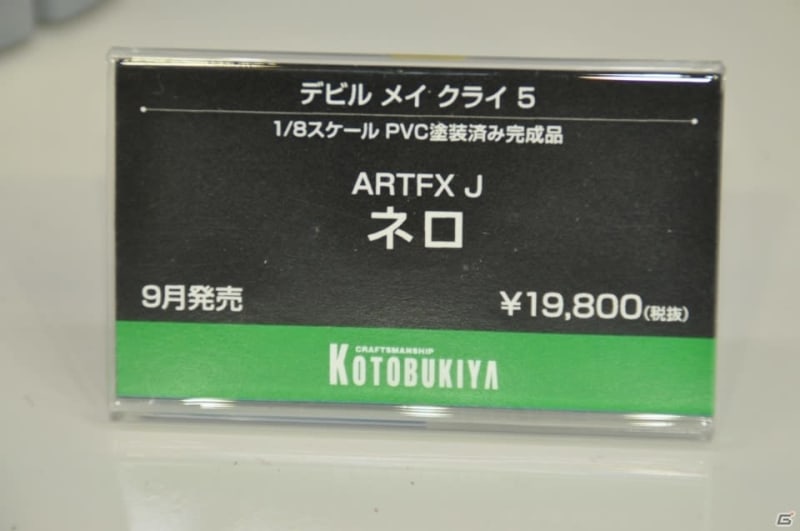 デビル メイ クライ 5
1/8スケール PVC塗装済み完成品
ARTFX J
ネロ
9月発売
¥19,800(税抜)
CRAFTSMANSHIP
KOTOBUKIYA
G